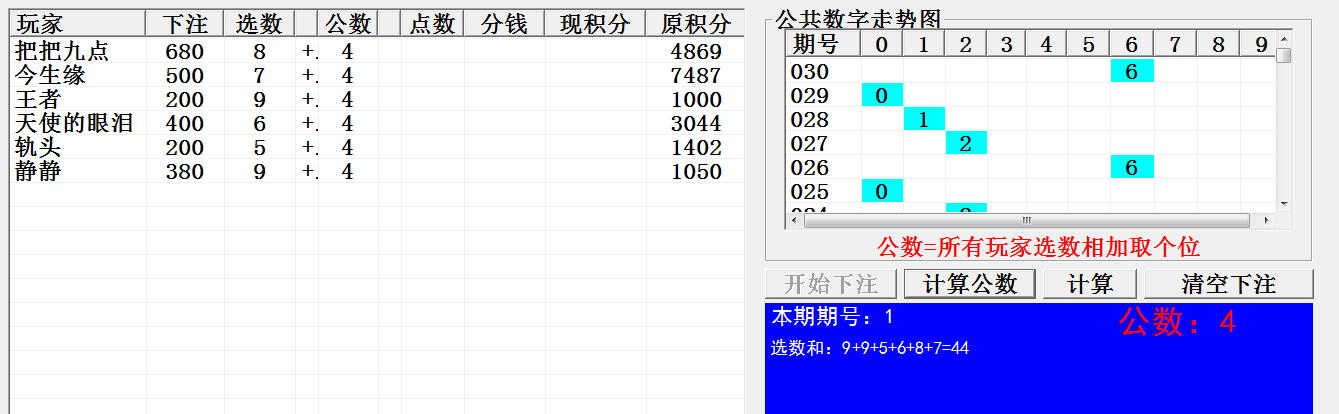 玩家 下注 选数 公数 点数 分钱 现积分 原积分
把把九点 680 8 +. 4 4869
今生缘 500 7 +. 4 7487
王者 200 9 +. 4 1000
天使的眼泪 400 6 +. 4 3044
轨头 200 5 +. 4 1402
静静 380 9 +. 4 1050
公共数字走势图
期号 0 1 2 3 4 5 6 7 8 9
030 6
029 0
028 1
027 2
026 6
025 0
公数=所有玩家选数相加取个位
开始下注 计算公数 计算 清空下注
本期期号：1 公数：4
选数和：9+9+5+6+8+7=44